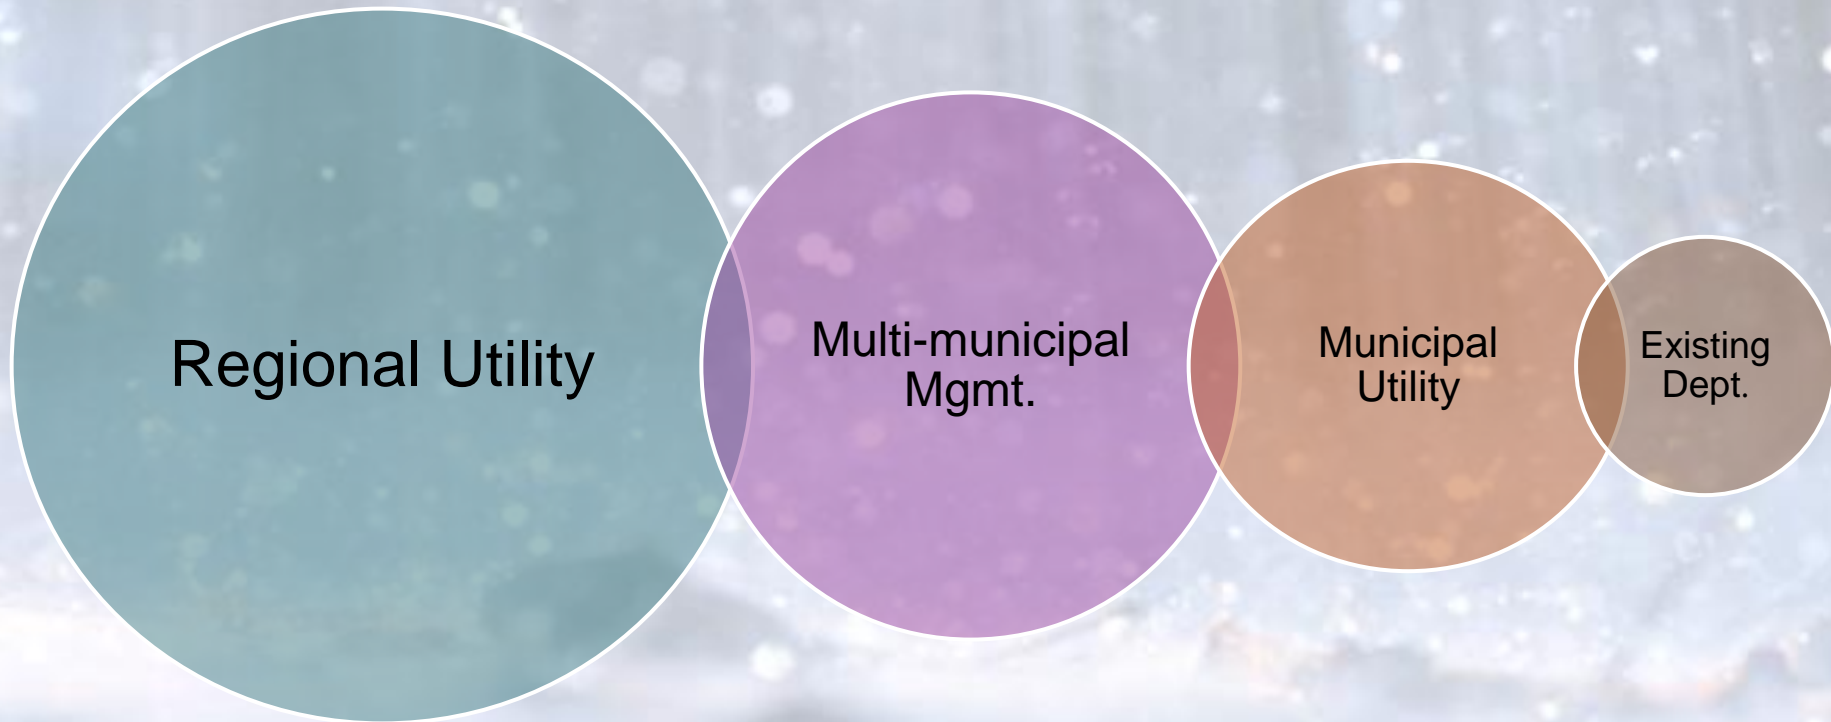 Regional Utility
Multi-municipal
Mgmt.
Municipal
Utility
Existing
Dept.